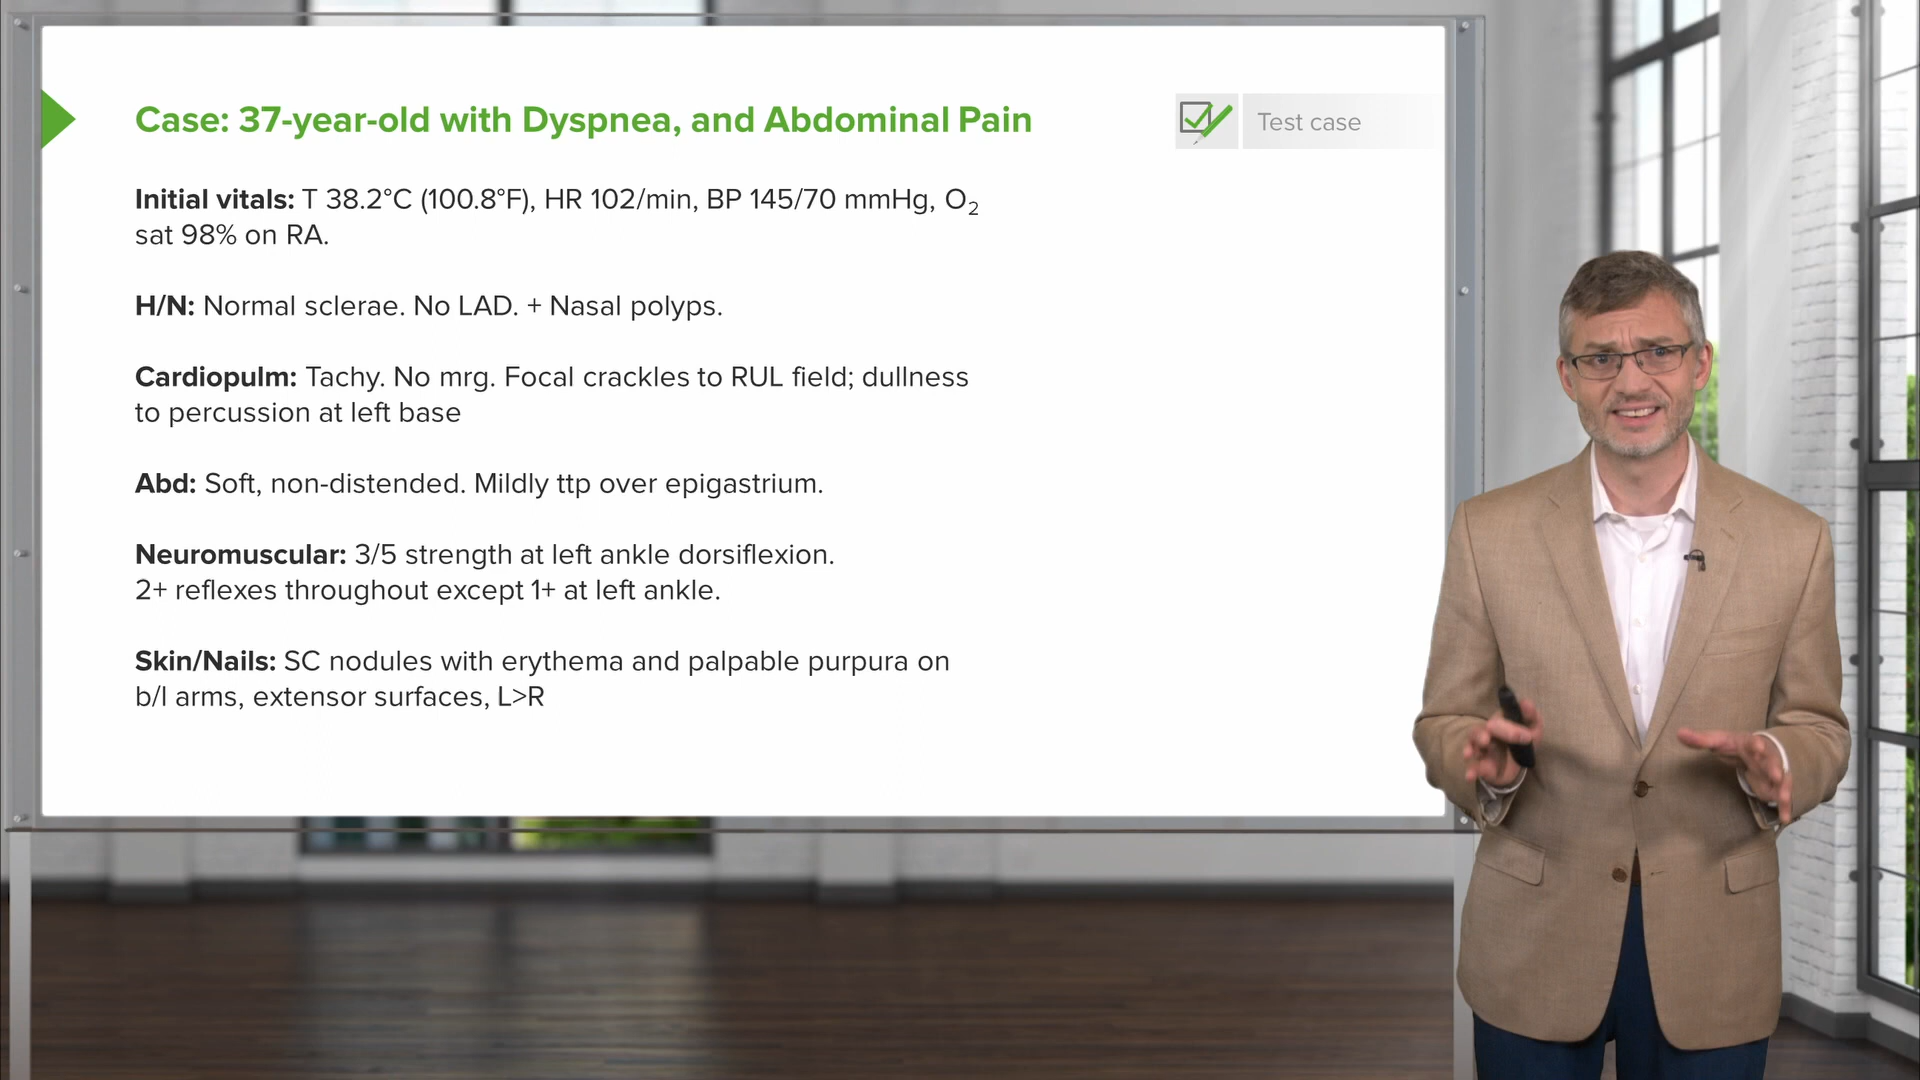 Case: 37-year-old with Dyspnea, and Abdominal Pain
Test case
Initial vitals: T 38.2°C (100.8°F), HR 102/min, BP 145/70 mmHg, O₂
sat 98% on RA.
H/N: Normal sclerae. No LAD. + Nasal polyps.
Cardiopulm: Tachy. No mrg. Focal crackles to RUL field; dullness
to percussion at left base
Abd: Soft, non-distended. Mildly ttp over epigastrium.
Neuromuscular: 3/5 strength at left ankle dorsiflexion.
2+ reflexes throughout except 1+ at left ankle.
Skin/Nails: SC nodules with erythema and palpable purpura on
b/l arms, extensor surfaces, L>R